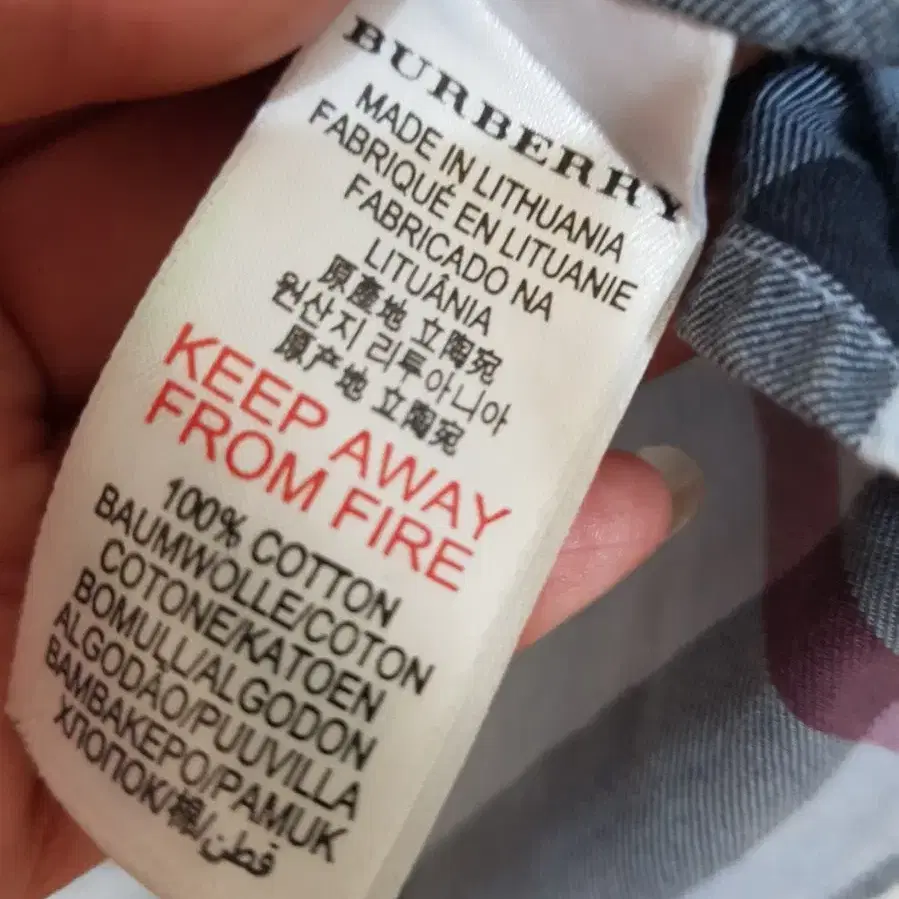 BURBERRY
MADE IN LITHUANIA
FABRIQUÉ EN LITUANIE
FABRICADO NA
LITUÂNIA
原產地 立陶宛
원산지 리투아니아
原产地 立陶宛
KEEP AWAY
FROM FIRE
100% COTTON
BAUMWOLLE/COTON
COTONE/KATOEN
BOMULL/ALGODON
ALGODÃO/PUUVILLA
BAMBAKEPO/PAMUK
ХЛОПОК/棉/قطن